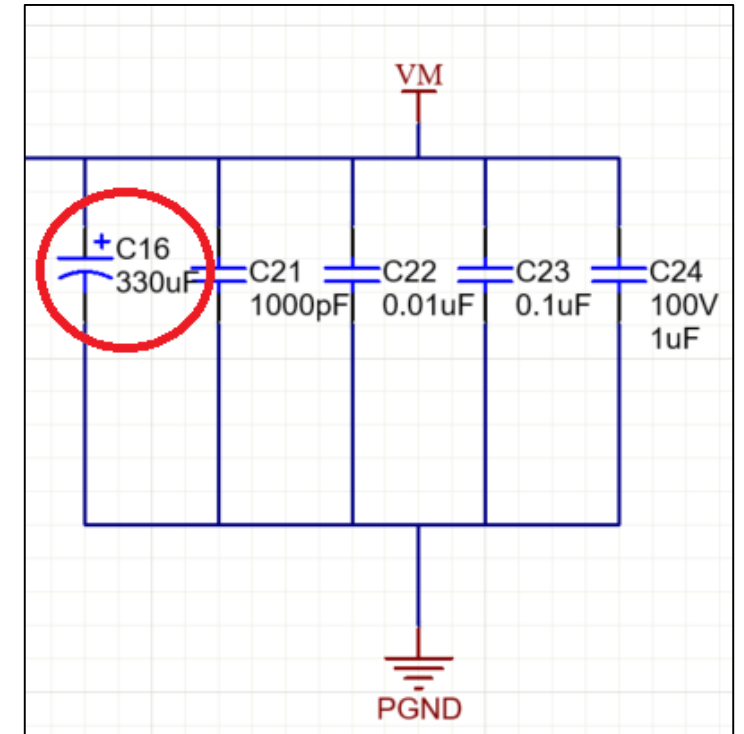 VM
+
C16
330uF
C21
1000pF
C22
0.01uF
C23
0.1uF
C24
100V
1uF
PGND